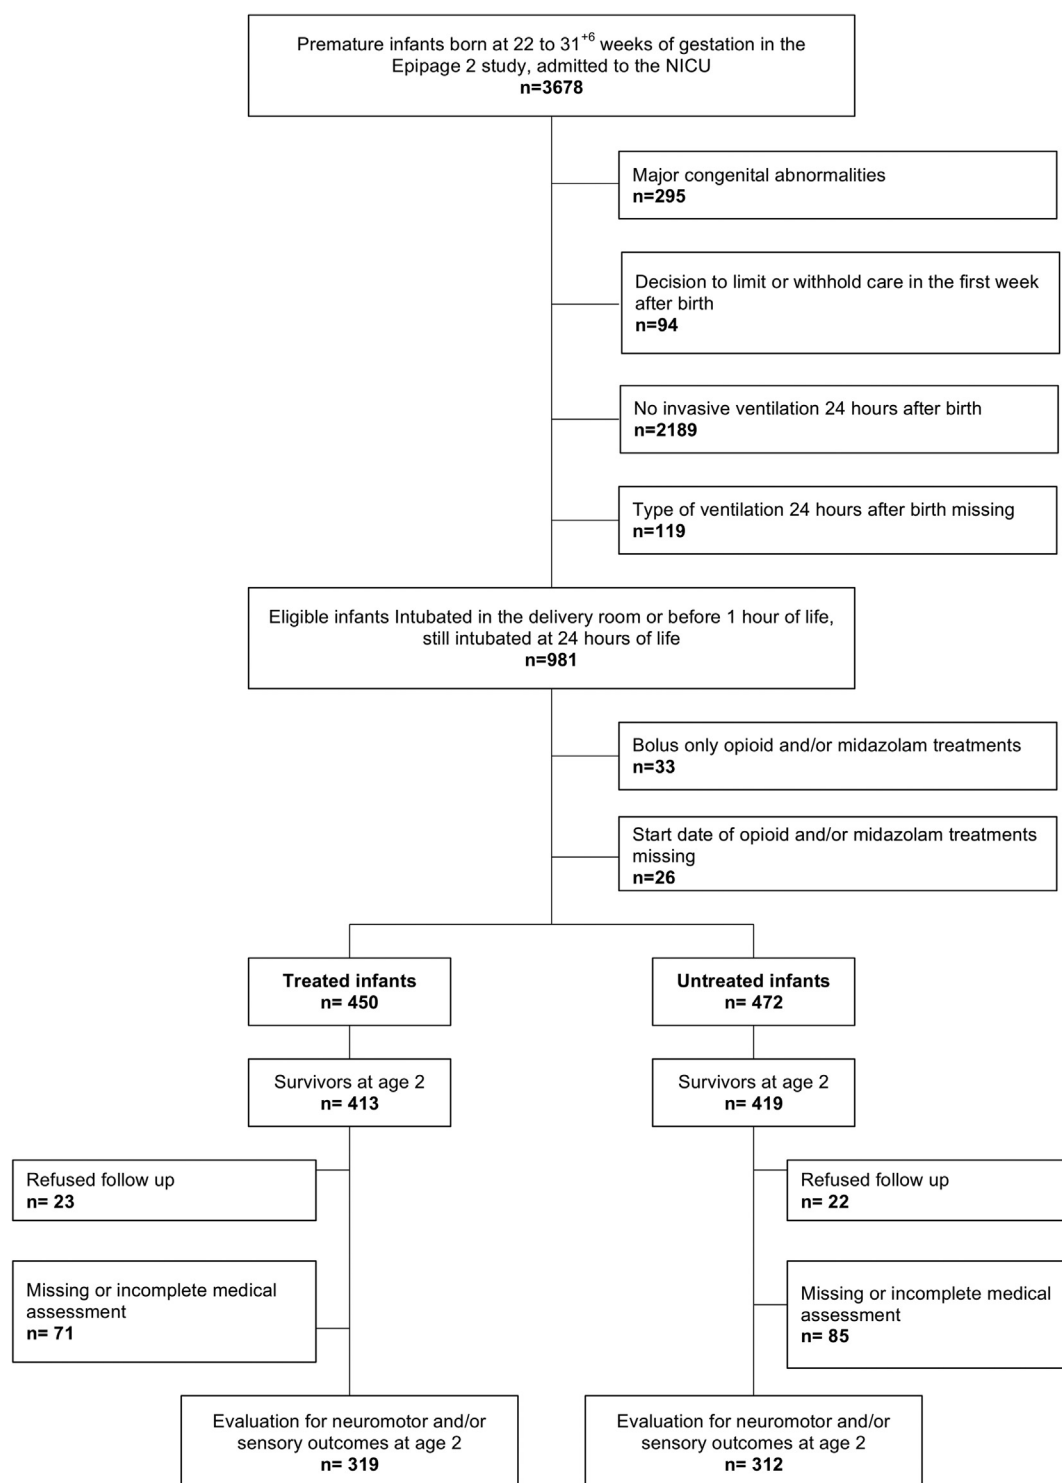 Premature infants born at 22 to 31+6 weeks of gestation in the
Epipage 2 study, admitted to the NICU
n=3678
Major congenital abnormalities
n=295
Decision to limit or withhold care in the first week
after birth
n=94
No invasive ventilation 24 hours after birth
n=2189
Type of ventilation 24 hours after birth missing
n=119
Eligible infants Intubated in the delivery room or before 1 hour of life,
still intubated at 24 hours of life
n=981
Bolus only opioid and/or midazolam treatments
n=33
Start date of opioid and/or midazolam treatments
missing
n=26
Treated infants
n= 450
Untreated infants
n= 472
Survivors at age 2
n= 413
Survivors at age 2
n= 419
Refused follow up
n= 23
Refused follow up
n= 22
Missing or incomplete medical
assessment
n= 71
Missing or incomplete medical
assessment
n= 85
Evaluation for neuromotor and/or
sensory outcomes at age 2
n= 319
Evaluation for neuromotor and/or
sensory outcomes at age 2
n= 312